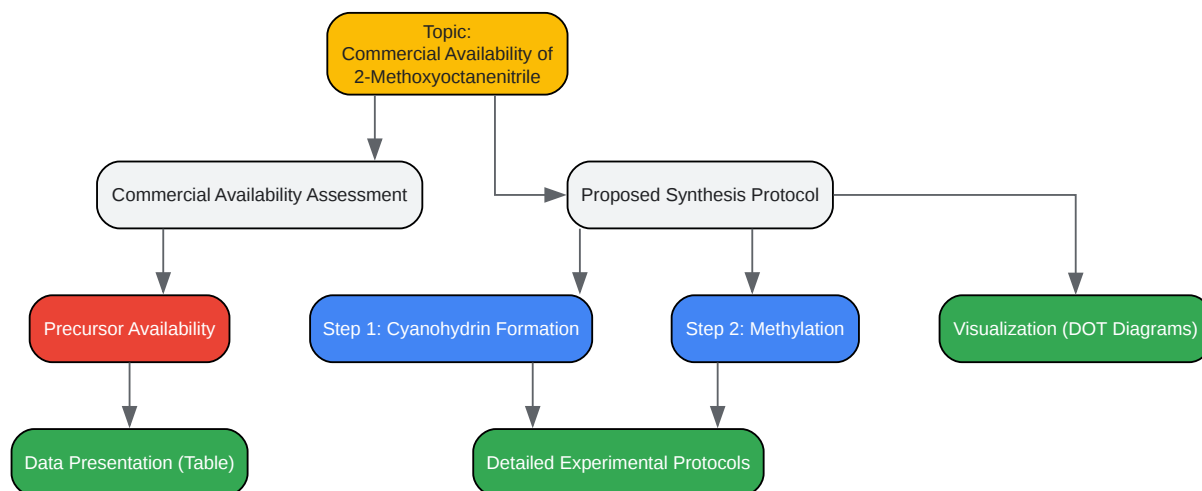 Topic:
Commercial Availability of
2-Methoxyoctanenitrile
Commercial Availability Assessment
Proposed Synthesis Protocol
Precursor Availability
Step 1: Cyanohydrin Formation
Step 2: Methylation
Visualization (DOT Diagrams)
Data Presentation (Table)
Detailed Experimental Protocols